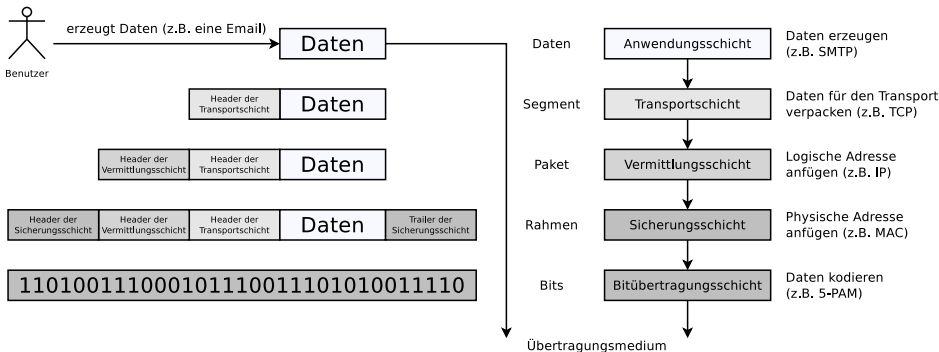 erzeugt Daten (z.B. eine Email)
Benutzer
Daten
Daten
Anwendungsschicht
Daten erzeugen
(z.B. SMTP)
Header der
Transportschicht
Daten
Segment
Transportschicht
Daten für den Transport
verpacken (z.B. TCP)
Header der
Vermittlungsschicht
Header der
Transportschicht
Daten
Paket
Vermittlungsschicht
Logische Adresse
anfügen (z.B. IP)
Header der
Sicherungsschicht
Header der
Vermittlungsschicht
Header der
Transportschicht
Daten
Trailer der
Sicherungsschicht
Rahmen
Sicherungsschicht
Physische Adresse
anfügen (z.B. MAC)
1101001110001011100111010100111110
Bits
Bitübertragungsschicht
Daten kodieren
(z.B. 5-PAM)
Übertragungsmedium